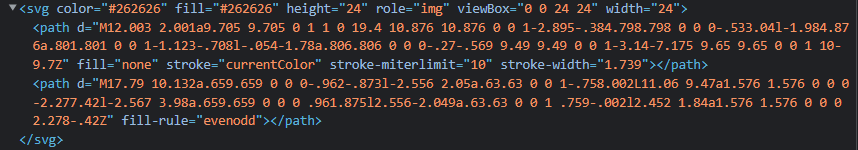 <svg color="#262626" fill="#262626" height="24" role="img" viewBox="0 0 24 24" width="24">
<path d="M12.003 2.001a9.705 9.705 0 1 1 0 19.4 10.876 10.876 0 0 1-2.895-.384.798.798 0 0 0-.533.04l-1.984.87
6a.801.801 0 0 1-1.123-.708l-.054-1.78a.806.806 0 0 0-.27-.569 9.49 9.49 0 0 1-3.14-7.175 9.65 9.65 0 0 1 10-
9.7Z" fill="none" stroke="currentColor" stroke-miterlimit="10" stroke-width="1.739"></path>
<path d="M17.79 10.132a.659.659 0 0 0-.962-.873l-2.556 2.05a.63.63 0 0 1-.758.002L11.06 9.47a1.576 1.576 0 0 0
-2.277.42l-2.567 3.98a.659.659 0 0 0 .961.875l2.556-2.049a.63.63 0 0 1 .759-.002l2.452 1.84a1.576 1.576 0 0 0
2.278-.42Z" fill-rule="evenodd"></path>
</svg>